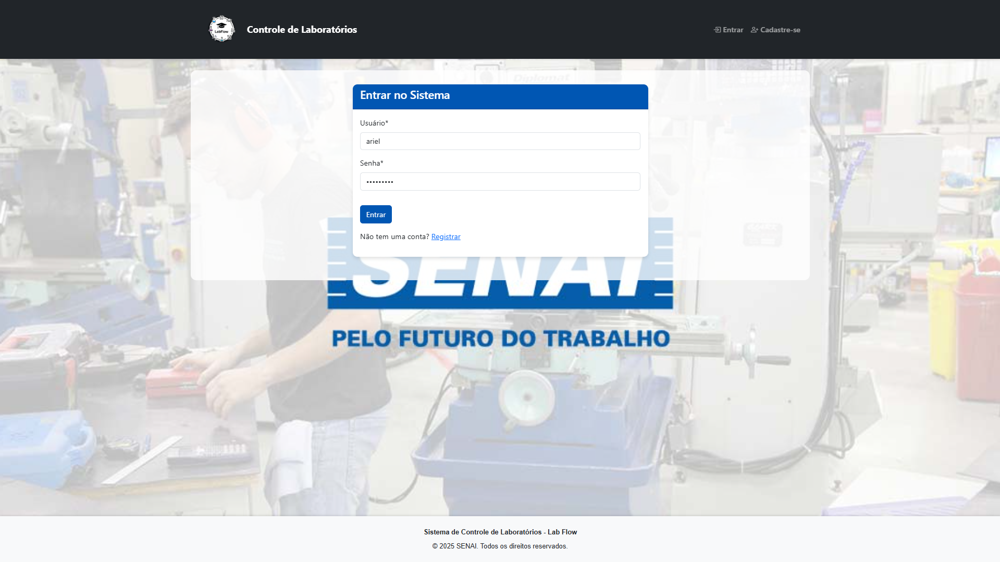 LabFlow
Controle de Laboratórios
Entrar
Cadastre-se
Diplomat
Entrar no Sistema
Usuário*
ariel
Senha*
•••••••••
Entrar
Não tem uma conta? Registrar
SENAI
PELO FUTURO DO TRABALHO
Sistema de Controle de Laboratórios - Lab Flow
© 2025 SENAI. Todos os direitos reservados.